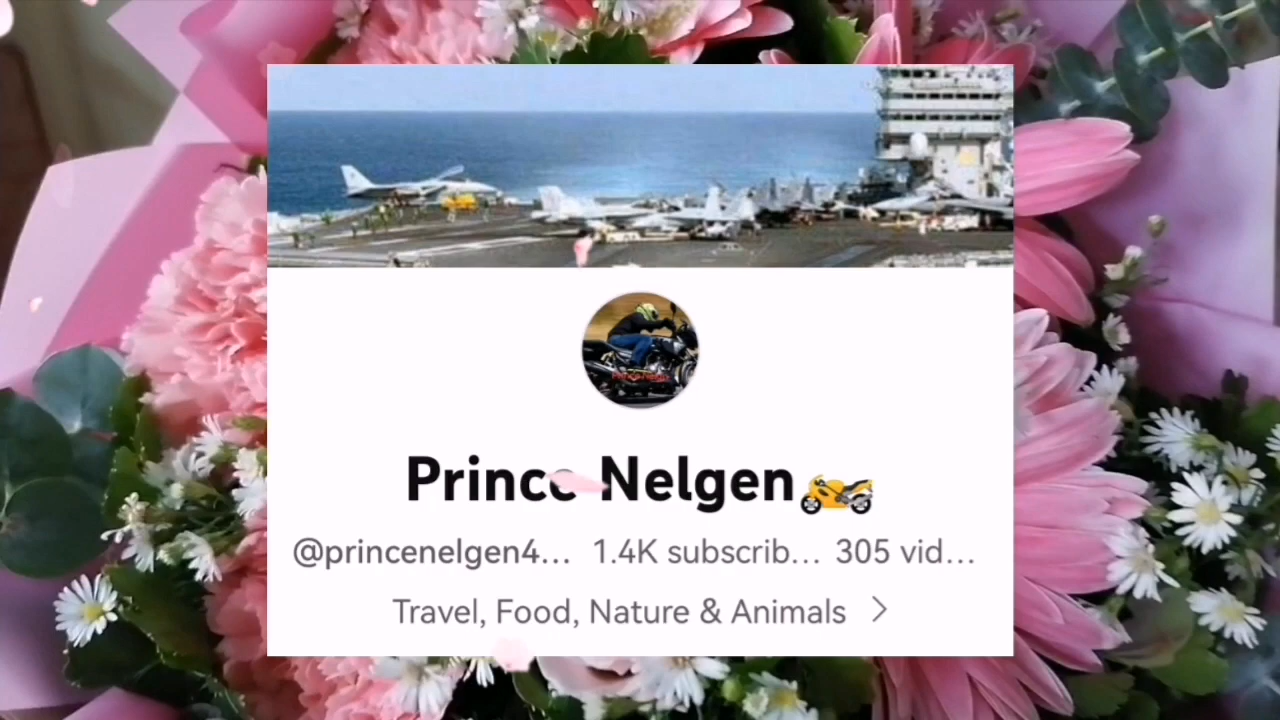 Prince Nelgen🏍️
@princenelgen4... 1.4K subscrib... 305 vid...
Travel, Food, Nature & Animals >